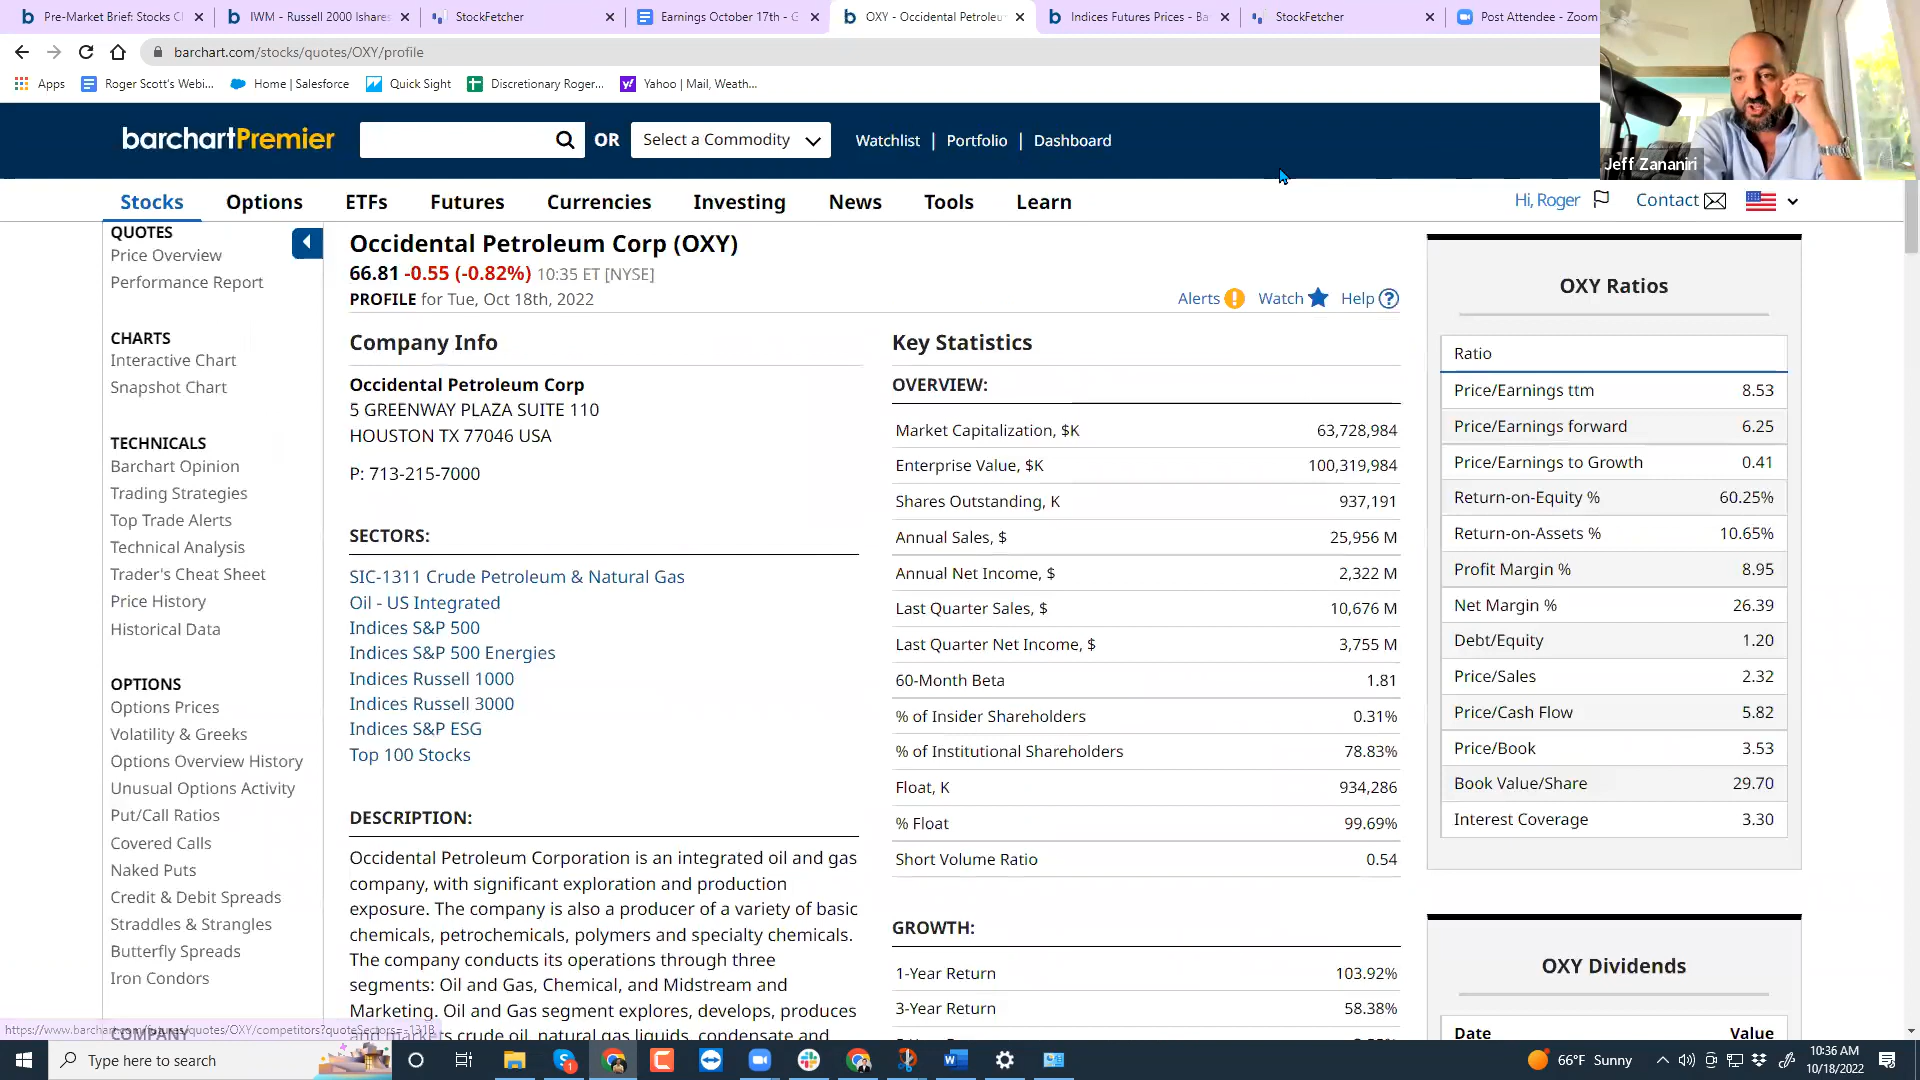 Pre-Market Brief: Stocks C
IWM - Russell 2000 Ishares
StockFetcher
Earnings October 17th - G
OXY - Occidental Petroleu
Indices Futures Prices - Ba
StockFetcher
Post Attendee - Zoom
barchart.com/stocks/quotes/OXY/profile
Apps
Roger Scott's Webi...
Home | Salesforce
Quick Sight
Discretionary Roger...
Yahoo | Mail, Weath...
Jeff Zananiri
barchartPremier
OR
Select a Commodity
Watchlist | Portfolio | Dashboard
Stocks
Options
ETFs
Futures
Currencies
Investing
News
Tools
Learn
Hi, Roger
Contact
QUOTES
Price Overview
Performance Report
CHARTS
Interactive Chart
Snapshot Chart
TECHNICALS
Barchart Opinion
Trading Strategies
Top Trade Alerts
Technical Analysis
Trader's Cheat Sheet
Price History
Historical Data
OPTIONS
Options Prices
Volatility & Greeks
Options Overview History
Unusual Options Activity
Put/Call Ratios
Covered Calls
Naked Puts
Credit & Debit Spreads
Straddles & Strangles
Butterfly Spreads
Iron Condors
COMPANY
Occidental Petroleum Corp (OXY)
66.81 -0.55 (-0.82%) 10:35 ET [NYSE]
PROFILE for Tue, Oct 18th, 2022
Alerts ! Watch Help ?
Company Info
Occidental Petroleum Corp
5 GREENWAY PLAZA SUITE 110
HOUSTON TX 77046 USA
P: 713-215-7000
SECTORS:
SIC-1311 Crude Petroleum & Natural Gas
Oil - US Integrated
Indices S&P 500
Indices S&P 500 Energies
Indices Russell 1000
Indices Russell 3000
Indices S&P ESG
Top 100 Stocks
DESCRIPTION:
Occidental Petroleum Corporation is an integrated oil and gas
company, with significant exploration and production
exposure. The company is also a producer of a variety of basic
chemicals, petrochemicals, polymers and specialty chemicals.
The company conducts its operations through three
segments: Oil and Gas, Chemical, and Midstream and
Marketing. Oil and Gas segment explores, develops, produces
and markets crude oil, natural gas liquids, condensate and
Key Statistics
OVERVIEW:
Market Capitalization, $K 63,728,984
Enterprise Value, $K 100,319,984
Shares Outstanding, K 937,191
Annual Sales, $ 25,956 M
Annual Net Income, $ 2,322 M
Last Quarter Sales, $ 10,676 M
Last Quarter Net Income, $ 3,755 M
60-Month Beta 1.81
% of Insider Shareholders 0.31%
% of Institutional Shareholders 78.83%
Float, K 934,286
% Float 99.69%
Short Volume Ratio 0.54
GROWTH:
1-Year Return 103.92%
3-Year Return 58.38%
OXY Ratios
Ratio
Price/Earnings ttm 8.53
Price/Earnings forward 6.25
Price/Earnings to Growth 0.41
Return-on-Equity % 60.25%
Return-on-Assets % 10.65%
Profit Margin % 8.95
Net Margin % 26.39
Debt/Equity 1.20
Price/Sales 2.32
Price/Cash Flow 5.82
Price/Book 3.53
Book Value/Share 29.70
Interest Coverage 3.30
OXY Dividends
Date Value
Type here to search
66°F Sunny
10:36 AM
10/18/2022